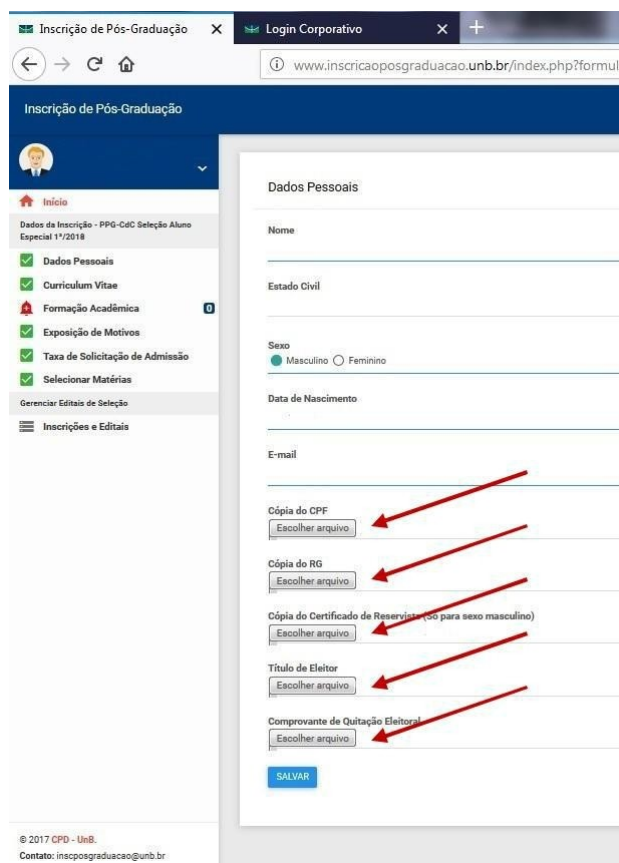 Inscrição de Pós-Graduação X
Login Corporativo X +
www.inscricaoposgraduacao.unb.br/index.php?formul
Inscrição de Pós-Graduação
Início
Dados da Inscrição - PPG-CdC Seleção Aluno
Especial 1º/2018
Dados Pessoais
Curriculum Vitae
Formação Acadêmica 0
Exposição de Motivos
Taxa de Solicitação de Admissão
Selecionar Matérias
Gerenciar Editais de Seleção
Inscrições e Editais
© 2017 CPD - UnB.
Contato: inscposgraduacao@unb.br
Dados Pessoais
Nome
Estado Civil
Sexo
Masculino Feminino
Data de Nascimento
E-mail
Cópia do CPF
Escolher arquivo
Cópia do RG
Escolher arquivo
Cópia do Certificado de Reservista (Só para sexo masculino)
Escolher arquivo
Título de Eleitor
Escolher arquivo
Comprovante de Quitação Eleitoral
Escolher arquivo
SALVAR